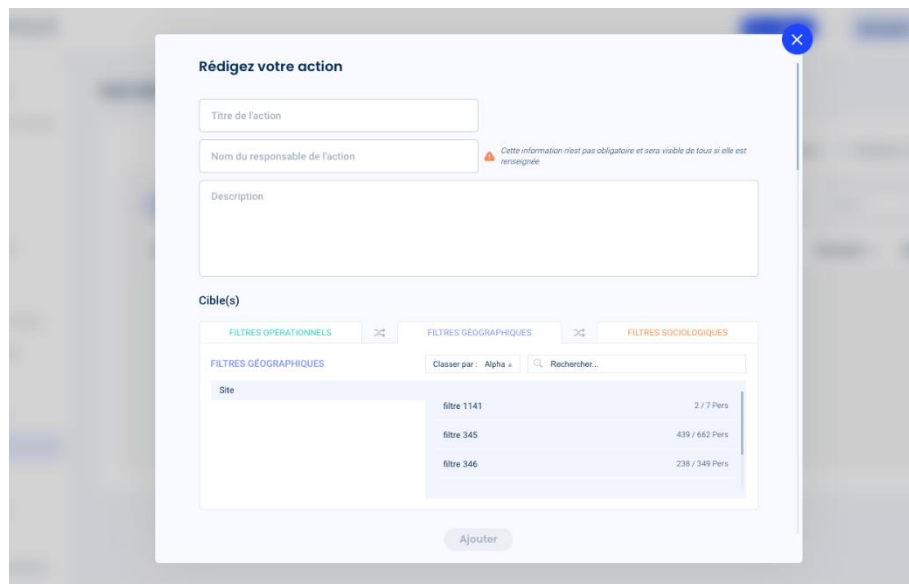 Rédigez votre action
Titre de l'action
Nom du responsable de l'action
Cette information n'est pas obligatoire et sera visible de tous si elle est
renseignée
Description
Cible(s)
FILTRES OPÉRATIONNELS
FILTRES GÉOGRAPHIQUES
FILTRES SOCIOLOGIQUES
FILTRES GÉOGRAPHIQUES
Classer par : Alpha
Rechercher...
Site
filtre 1141 2 / 7 Pers
filtre 345 439 / 662 Pers
filtre 346 238 / 349 Pers
Ajouter